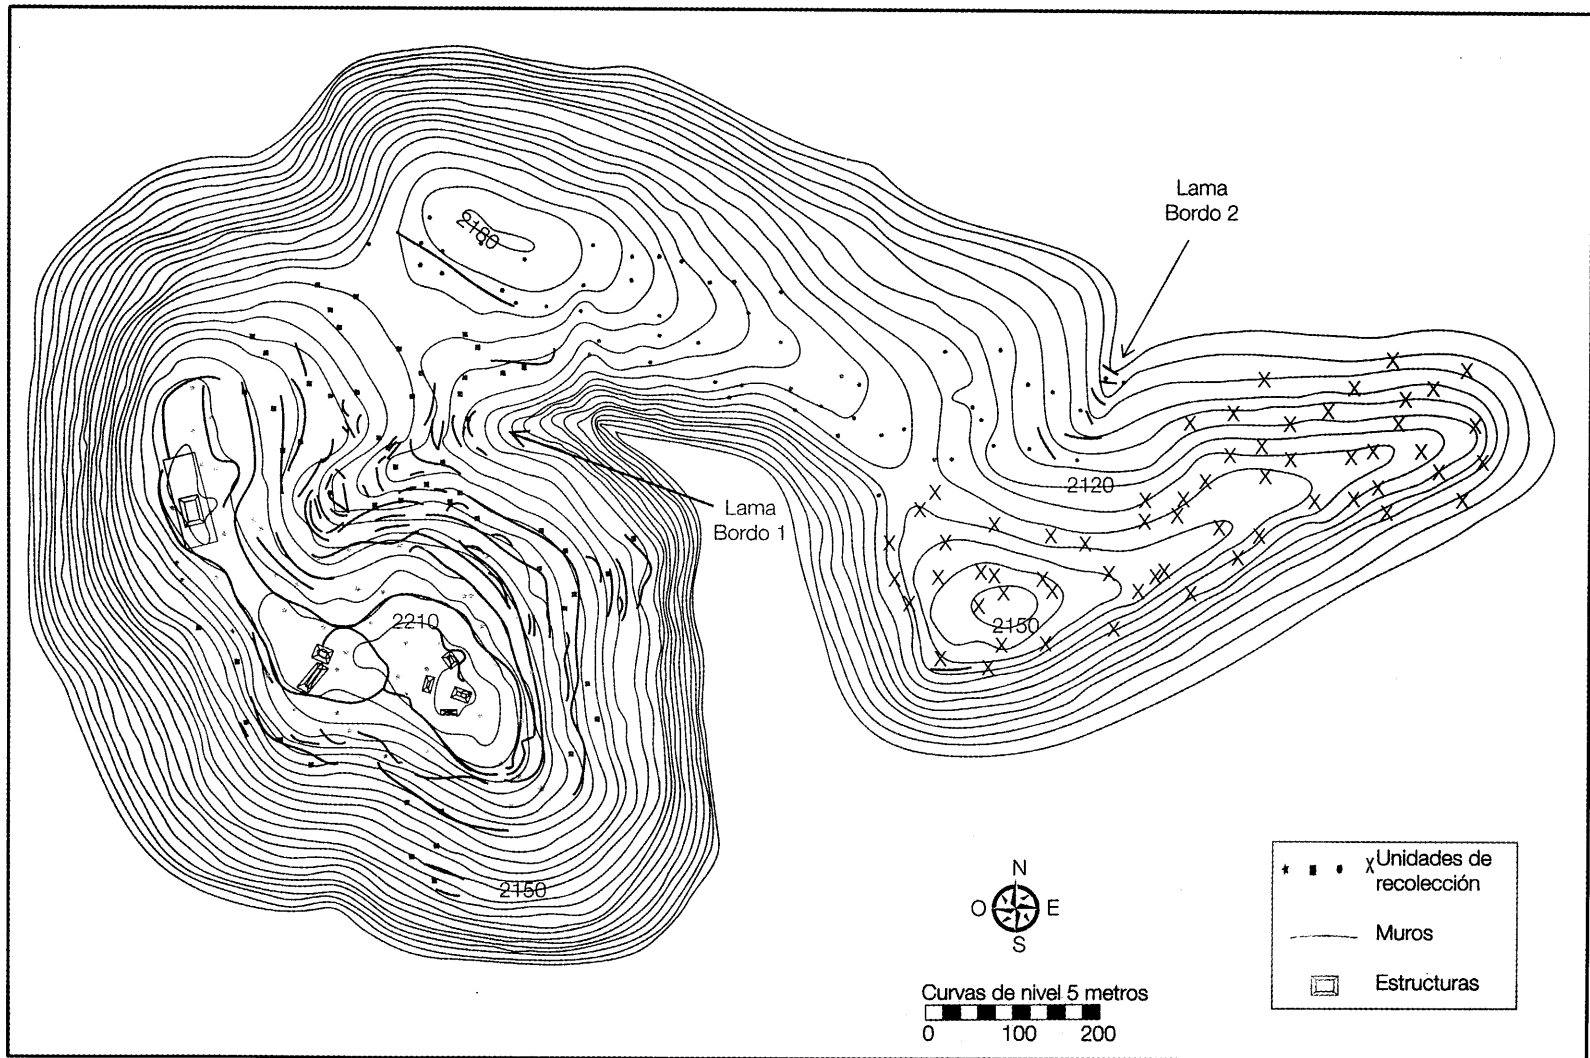 Lama
Bordo 2
2180
2120
Lama
Bordo 1
2210
2150
2150
N
O E
S
Unidades de
recolección
Muros
Estructuras
Curvas de nivel 5 metros
0 100 200